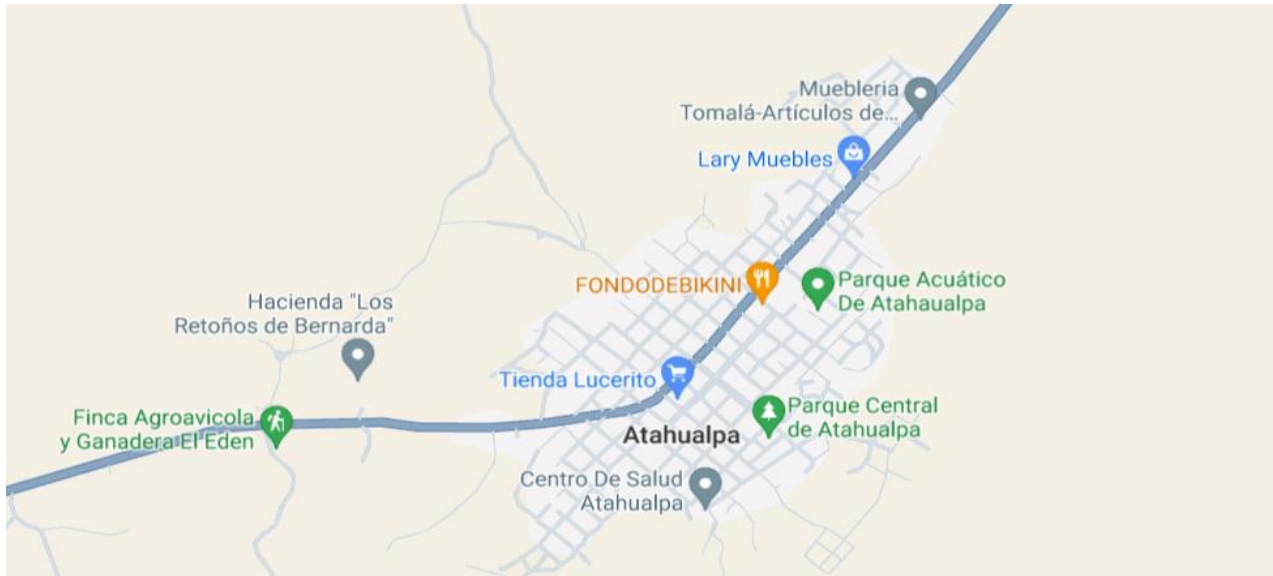 Muebleria
Tomalá-Artículos de...
Lary Muebles
FONDODEBIKINI
Parque Acuático
De Atahaualpa
Hacienda "Los
Retoños de Bernarda"
Tienda Lucerito
Finca Agroavicola
y Ganadera El Eden
Parque Central
de Atahualpa
Atahualpa
Centro De Salud
Atahualpa